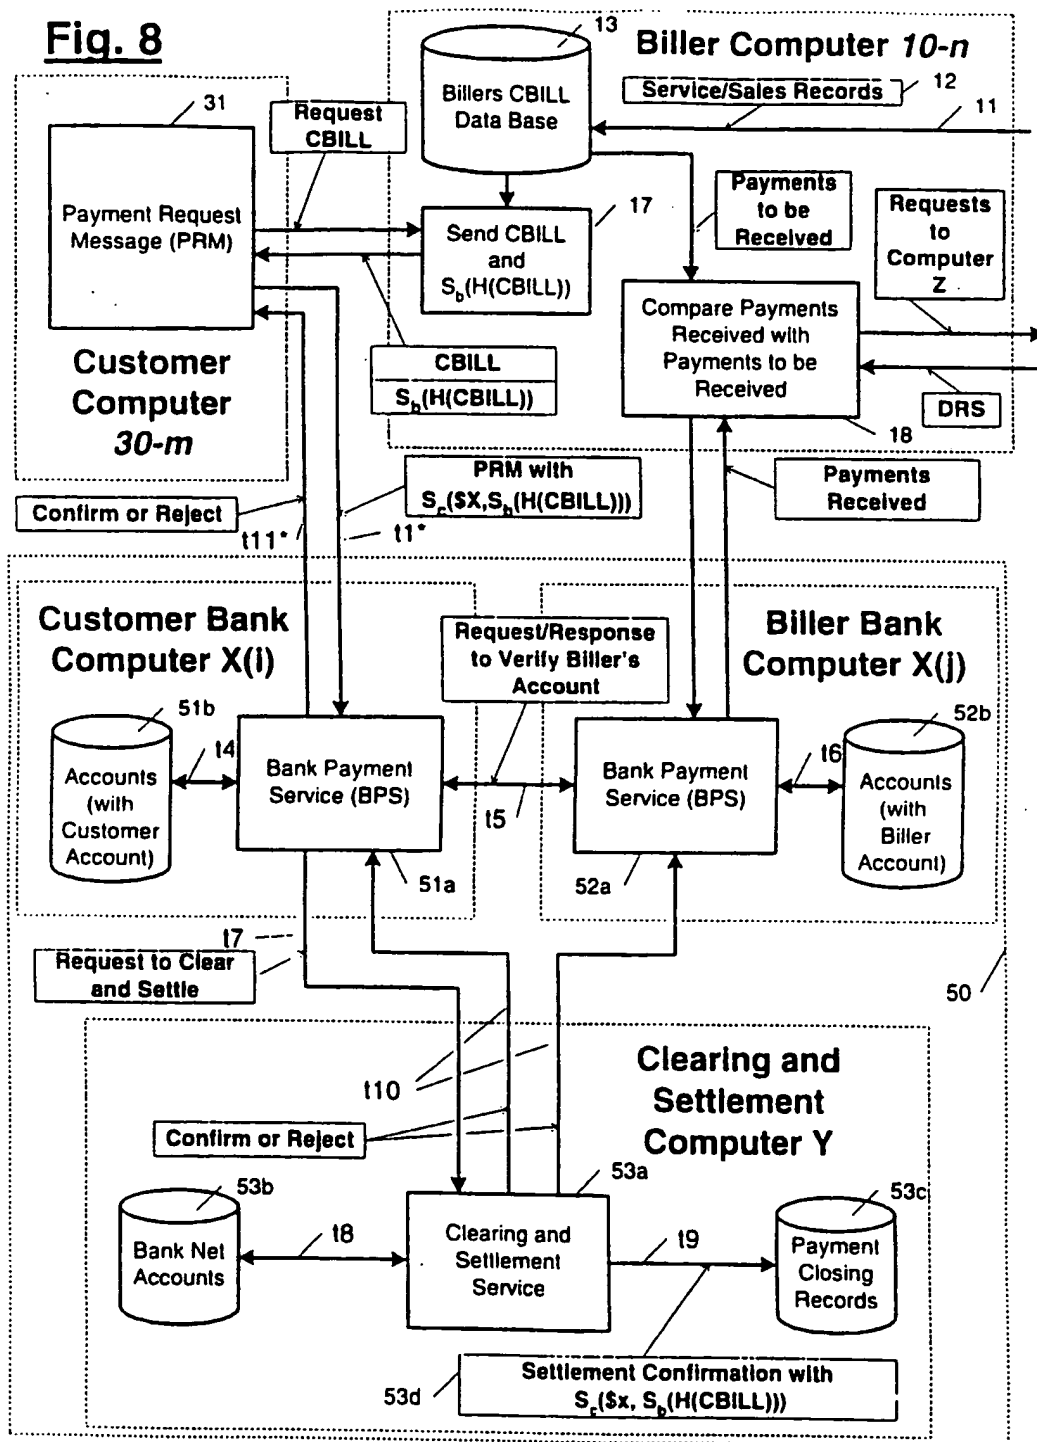 Fig. 8
13
Biller Computer 10-n
Service/Sales Records
12
11
31
Request
CBILL
Billers CBILL
Data Base
Payment Request
Message (PRM)
17
Send CBILL
and
Sb(H(CBILL))
Payments
to be
Received
Requests
to
Computer
Z
Compare Payments
Received with
Payments to be
Received
Customer
Computer
30-m
CBILL
Sb(H(CBILL))
DRS
18
Confirm or Reject
t11*
PRM with
Sc($X,Sb(H(CBILL)))
t1*
Payments
Received
Customer Bank
Computer X(i)
Request/Response
to Verify Biller's
Account
Biller Bank
Computer X(j)
51b
t4
Accounts
(with
Customer
Account)
Bank Payment
Service (BPS)
t5
Bank Payment
Service (BPS)
t6
52b
Accounts
(with
Biller
Account)
51a
52a
t7
Request to Clear
and Settle
50
t10
Clearing and
Settlement
Computer Y
Confirm or Reject
53a
53b
53c
Bank Net
Accounts
t8
Clearing and
Settlement
Service
t9
Payment
Closing
Records
53d
Settlement Confirmation with
Sc($x, Sb(H(CBILL)))